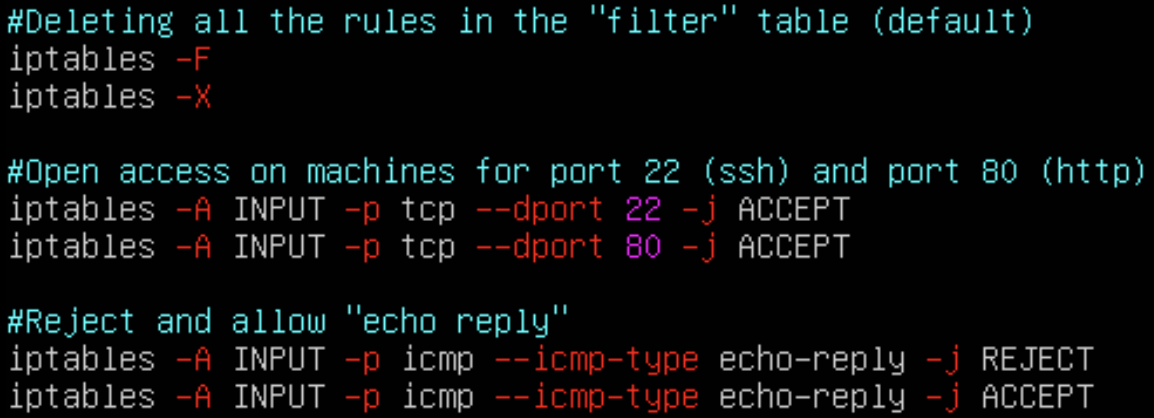 #Deleting all the rules in the "filter" table (default)
iptables -F
iptables -X
#Open access on machines for port 22 (ssh) and port 80 (http)
iptables -A INPUT -p tcp --dport 22 -j ACCEPT
iptables -A INPUT -p tcp --dport 80 -j ACCEPT
#Reject and allow "echo reply"
iptables -A INPUT -p icmp --icmp-type echo-reply -j REJECT
iptables -A INPUT -p icmp --icmp-type echo-reply -j ACCEPT